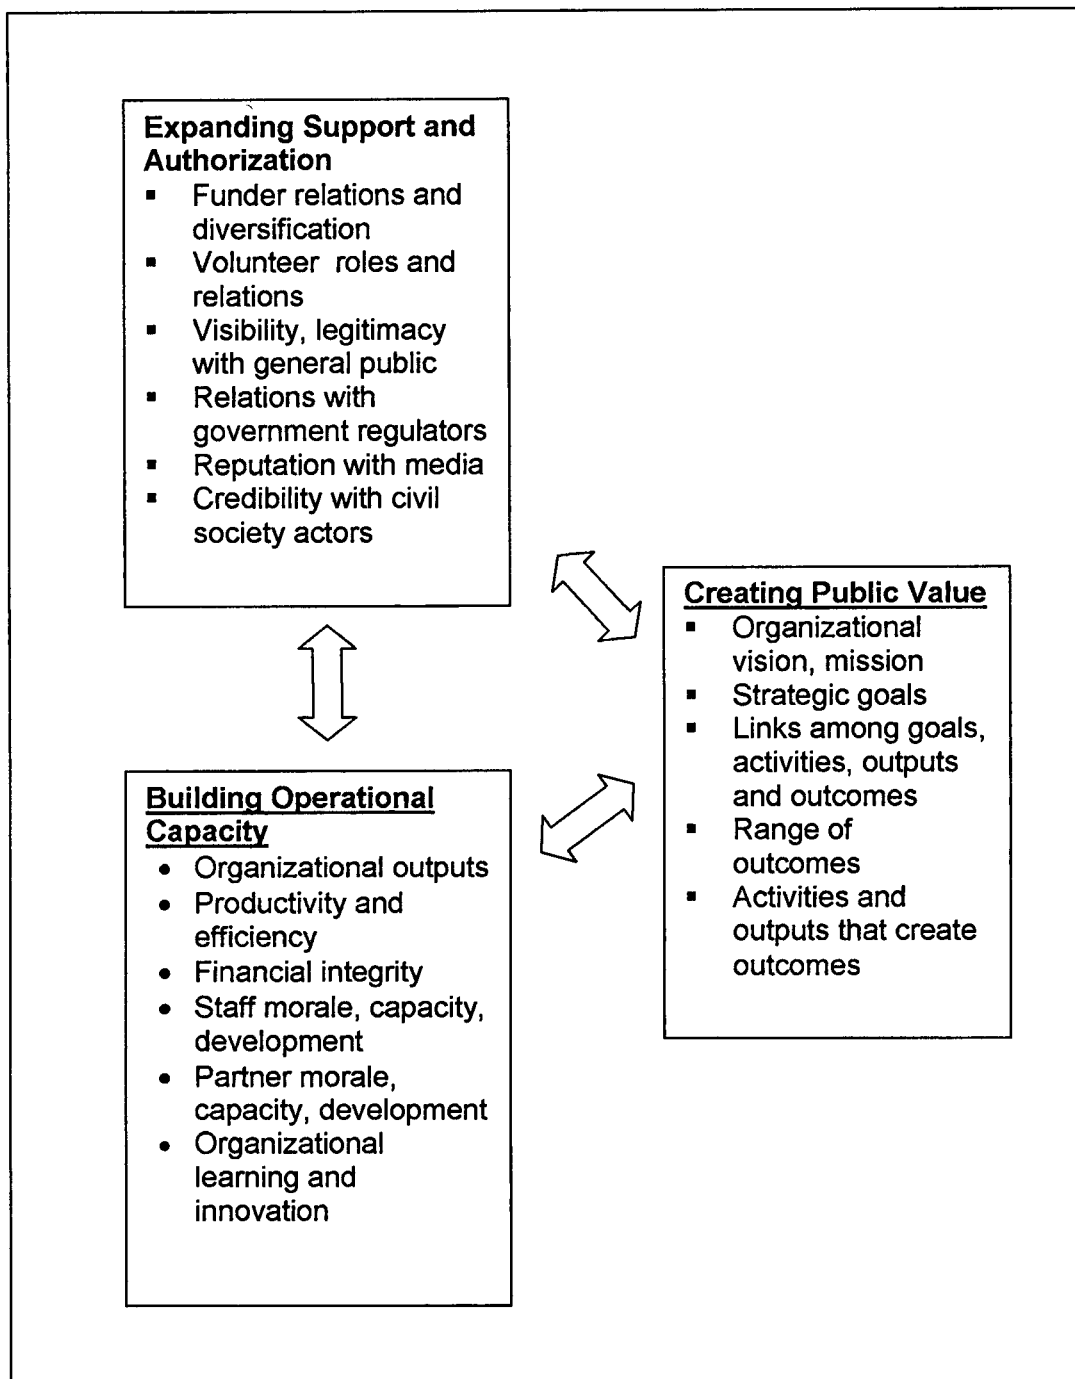 Expanding Support and
Authorization
▪ Funder relations and
diversification
▪ Volunteer roles and
relations
▪ Visibility, legitimacy
with general public
▪ Relations with
government regulators
▪ Reputation with media
▪ Credibility with civil
society actors
Creating Public Value
▪ Organizational
vision, mission
▪ Strategic goals
▪ Links among goals,
activities, outputs
and outcomes
▪ Range of
outcomes
▪ Activities and
outputs that create
outcomes
Building Operational
Capacity
• Organizational outputs
• Productivity and
efficiency
• Financial integrity
• Staff morale, capacity,
development
• Partner morale,
capacity, development
• Organizational
learning and
innovation